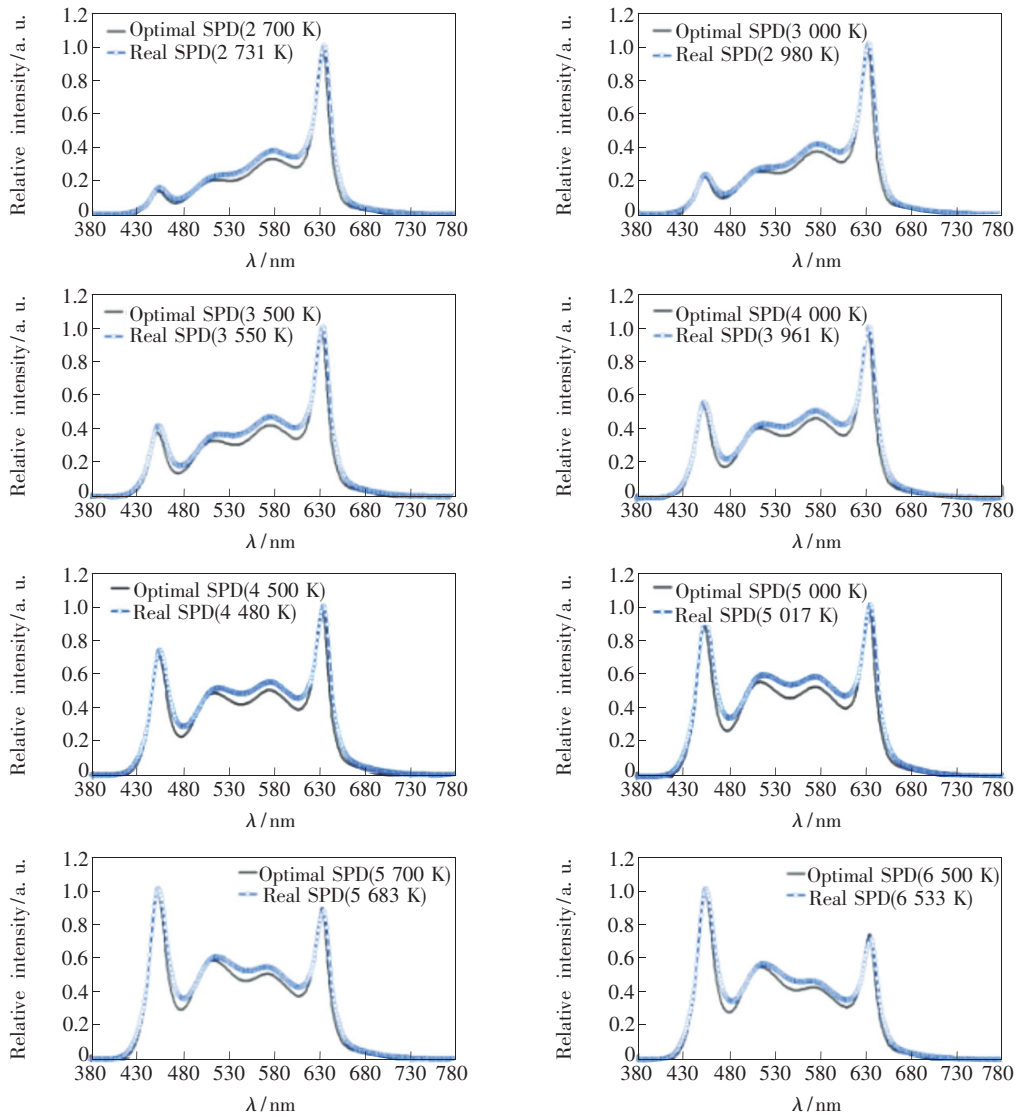 Relative intensity/a. u.
1.2
1.0
0.8
0.6
0.4
0.2
0
Optimal SPD(2 700 K)
Real SPD(2 731 K)
380 430 480 530 580 630 680 730 780
λ/nm
Relative intensity/a. u.
1.2
1.0
0.8
0.6
0.4
0.2
0
Optimal SPD(3 000 K)
Real SPD(2 980 K)
380 430 480 530 580 630 680 730 780
λ/nm
Relative intensity/a. u.
1.2
1.0
0.8
0.6
0.4
0.2
0
Optimal SPD(3 500 K)
Real SPD(3 550 K)
380 430 480 530 580 630 680 730 780
λ/nm
Relative intensity/a. u.
1.2
1.0
0.8
0.6
0.4
0.2
0
Optimal SPD(4 000 K)
Real SPD(3 961 K)
380 430 480 530 580 630 680 730 780
λ/nm
Relative intensity/a. u.
1.2
1.0
0.8
0.6
0.4
0.2
0
Optimal SPD(4 500 K)
Real SPD(4 480 K)
380 430 480 530 580 630 680 730 780
λ/nm
Relative intensity/a. u.
1.2
1.0
0.8
0.6
0.4
0.2
0
Optimal SPD(5 000 K)
Real SPD(5 017 K)
380 430 480 530 580 630 680 730 780
λ/nm
Relative intensity/a. u.
1.2
1.0
0.8
0.6
0.4
0.2
0
Optimal SPD(5 700 K)
Real SPD(5 683 K)
380 430 480 530 580 630 680 730 780
λ/nm
Relative intensity/a. u.
1.2
1.0
0.8
0.6
0.4
0.2
0
Optimal SPD(6 500 K)
Real SPD(6 533 K)
380 430 480 530 580 630 680 730 780
λ/nm